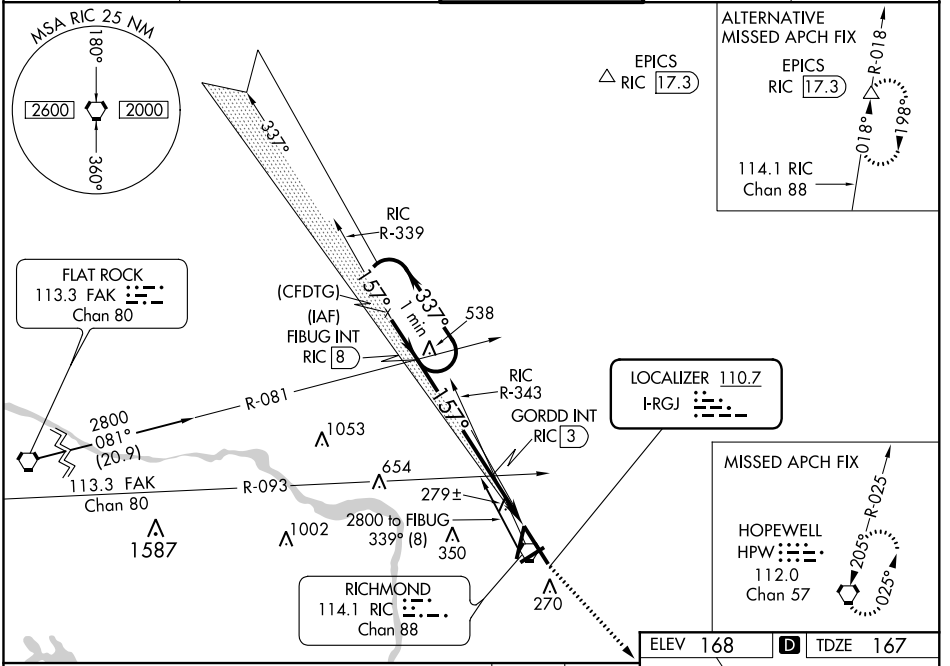 MSA RIC 25 NM
180°
2600
2000
360°
EPICS
RIC 17.3
ALTERNATIVE
MISSED APCH FIX
EPICS
RIC 17.3
R-018
018°
198°
114.1 RIC
Chan 88
337°
RIC
R-339
FLAT ROCK
113.3 FAK
Chan 80
(CFDTG)
(IAF)
FIBUG INT
RIC 8
157°
337°
1 min
538
RIC
R-343
157°
GORDD INT
RIC 3
LOCALIZER 110.7
I-RGJ
2800
081°
(20.9)
R-081
1053
113.3 FAK
Chan 80
R-093
654
279±
1587
1002
2800 to FIBUG
339° (8)
350
270
RICHMOND
114.1 RIC
Chan 88
MISSED APCH FIX
HOPEWELL
HPW
112.0
Chan 57
R-025
205°
025°
ELEV 168 D TDZE 167